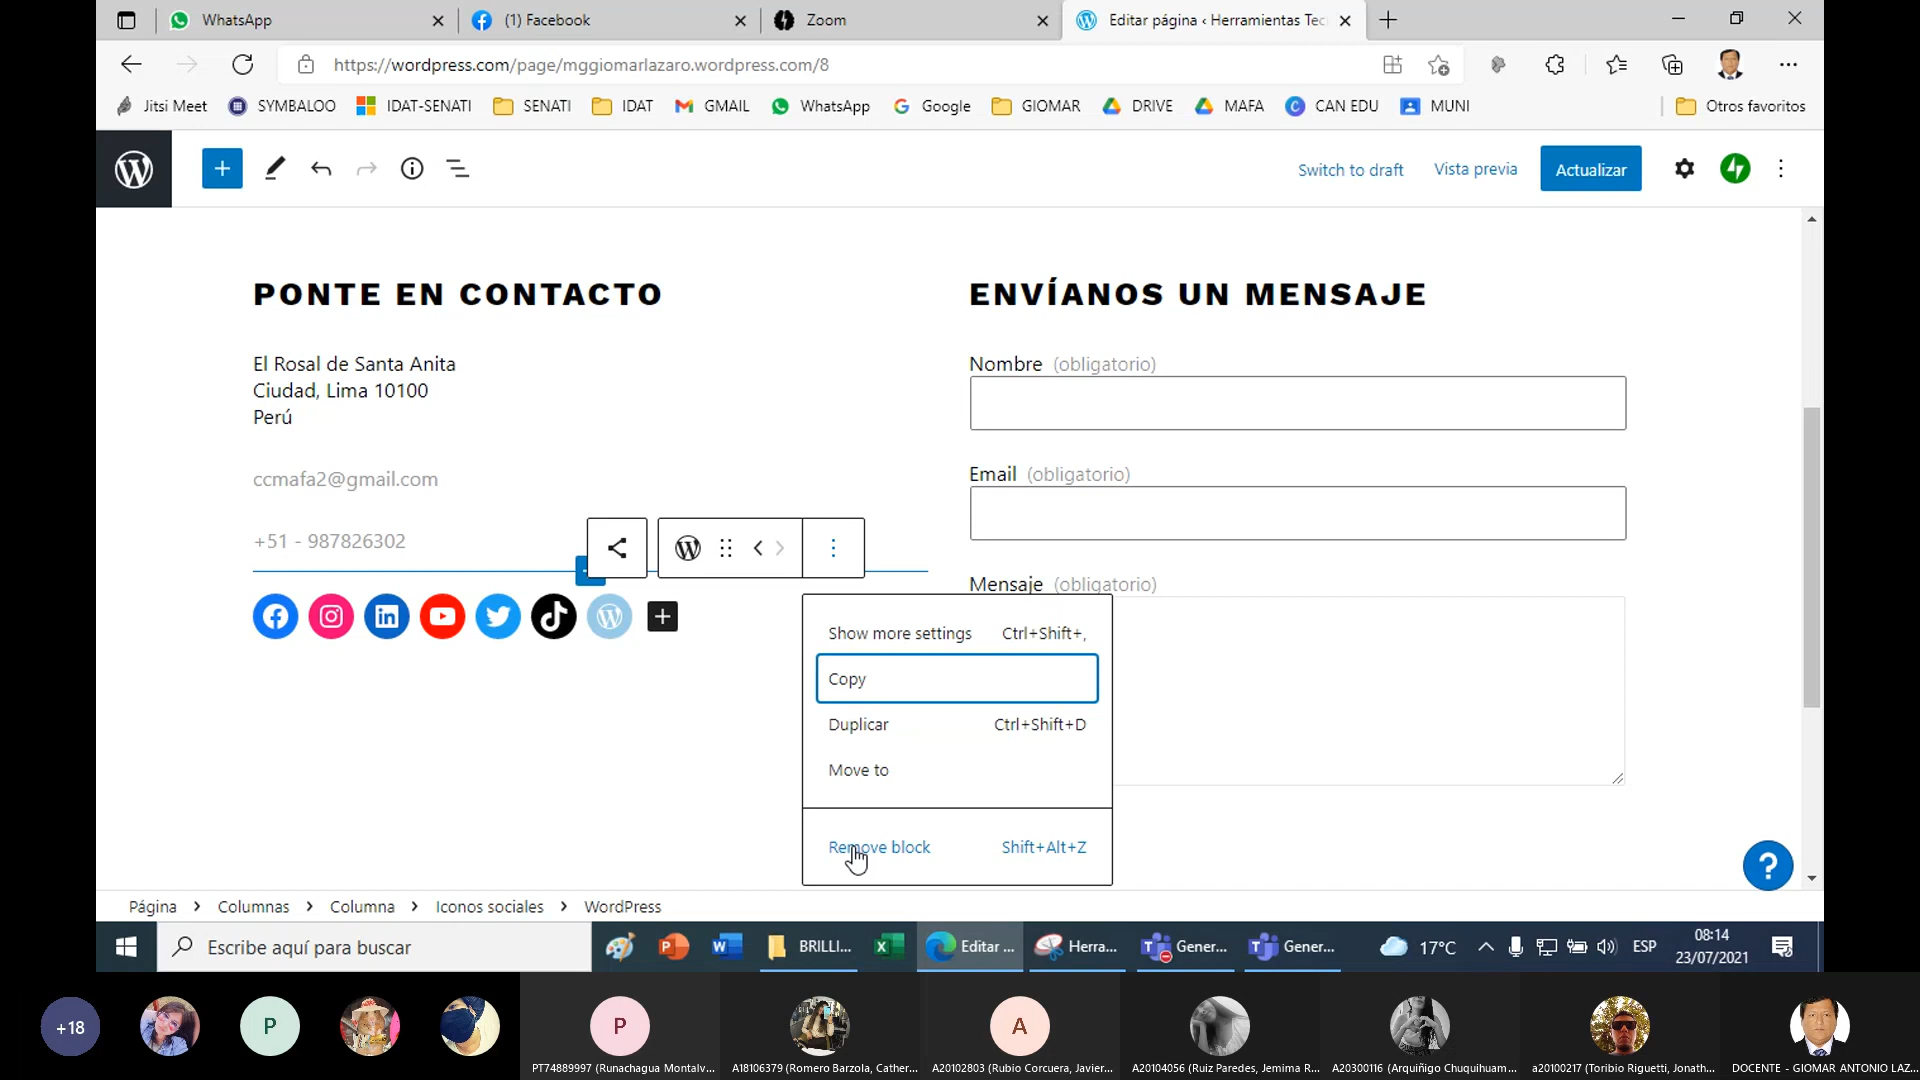 WhatsApp
(1) Facebook
Zoom
Editar página ‹ Herramientas Tec
https://wordpress.com/page/mggiomarlazaro.wordpress.com/8
Jitsi Meet
SYMBALOO
IDAT-SENATI
SENATI
IDAT
GMAIL
WhatsApp
Google
GIOMAR
DRIVE
MAFA
CAN EDU
MUNI
Otros favoritos
Switch to draft
Vista previa
Actualizar
PONTE EN CONTACTO
El Rosal de Santa Anita
Ciudad, Lima 10100
Perú
ccmafa2@gmail.com
+51 - 987826302
ENVÍANOS UN MENSAJE
Nombre (obligatorio)
Email (obligatorio)
Mensaje (obligatorio)
Show more settings Ctrl+Shift+,
Copy
Duplicar Ctrl+Shift+D
Move to
Remove block Shift+Alt+Z
Página > Columnas > Columna > Iconos sociales > WordPress
Escribe aquí para buscar
BRILLI...
Editar ...
Herra...
Gener...
Gener...
17°C
ESP
08:14
23/07/2021
+18
P
P
A
PT74889997 (Runachagua Montalv...
A18106379 (Romero Barzola, Cather...
A20102803 (Rubio Corcuera, Javier...
A20104056 (Ruiz Paredes, Jemima R...
A20300116 (Arquiñigo Chuquihuam...
a20100217 (Toribio Riguetti, Jonath...
DOCENTE - GIOMAR ANTONIO LAZ...